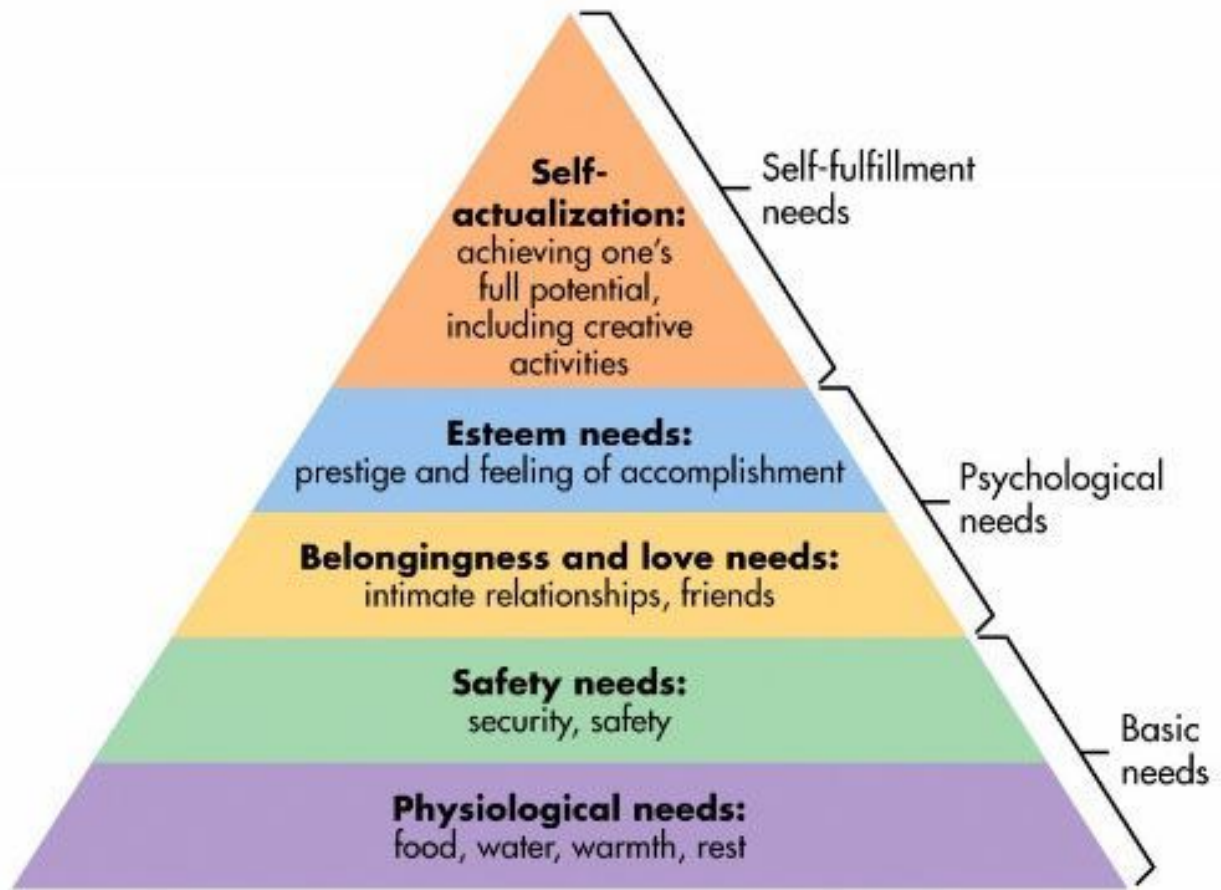 Self-
actualization:
achieving one's
full potential,
including creative
activities
Self-fulfillment
needs
Esteem needs:
prestige and feeling of accomplishment
Psychological
needs
Belongingness and love needs:
intimate relationships, friends
Safety needs:
security, safety
Basic
needs
Physiological needs:
food, water, warmth, rest